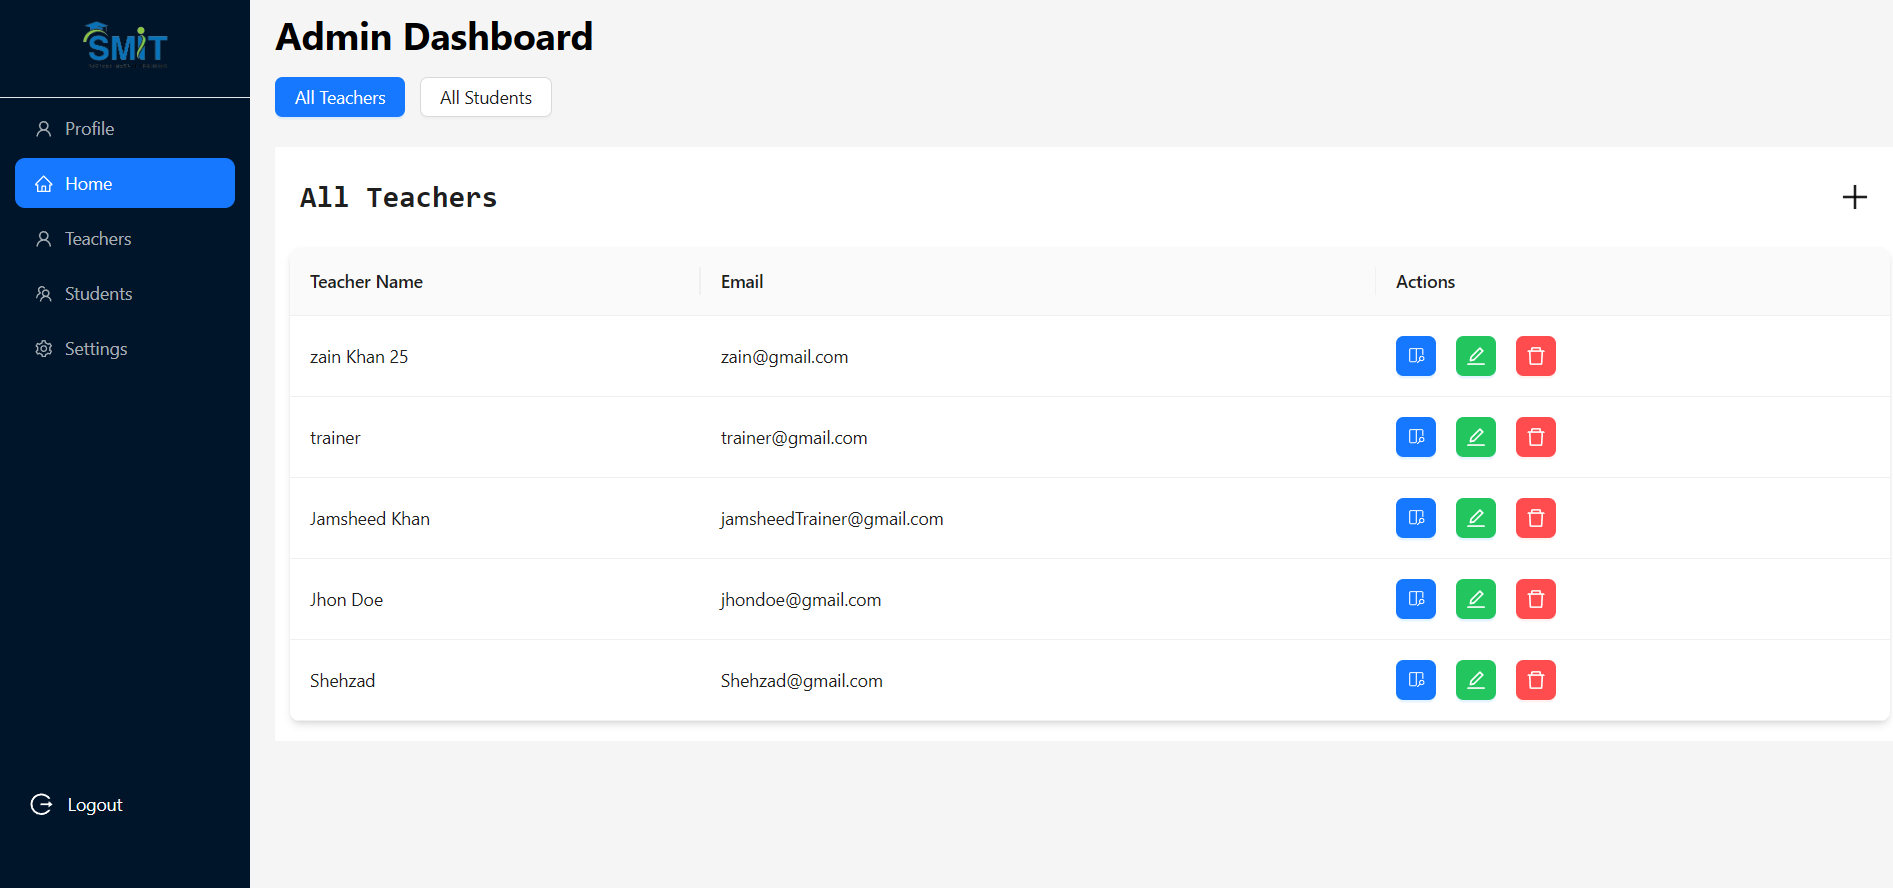 SMIT
Profile
Home
Teachers
Students
Settings
Logout
Admin Dashboard
All Teachers
All Students
All Teachers
Teacher Name
Email
Actions
zain Khan 25
zain@gmail.com
trainer
trainer@gmail.com
Jamsheed Khan
jamsheedTrainer@gmail.com
Jhon Doe
jhondoe@gmail.com
Shehzad
Shehzad@gmail.com